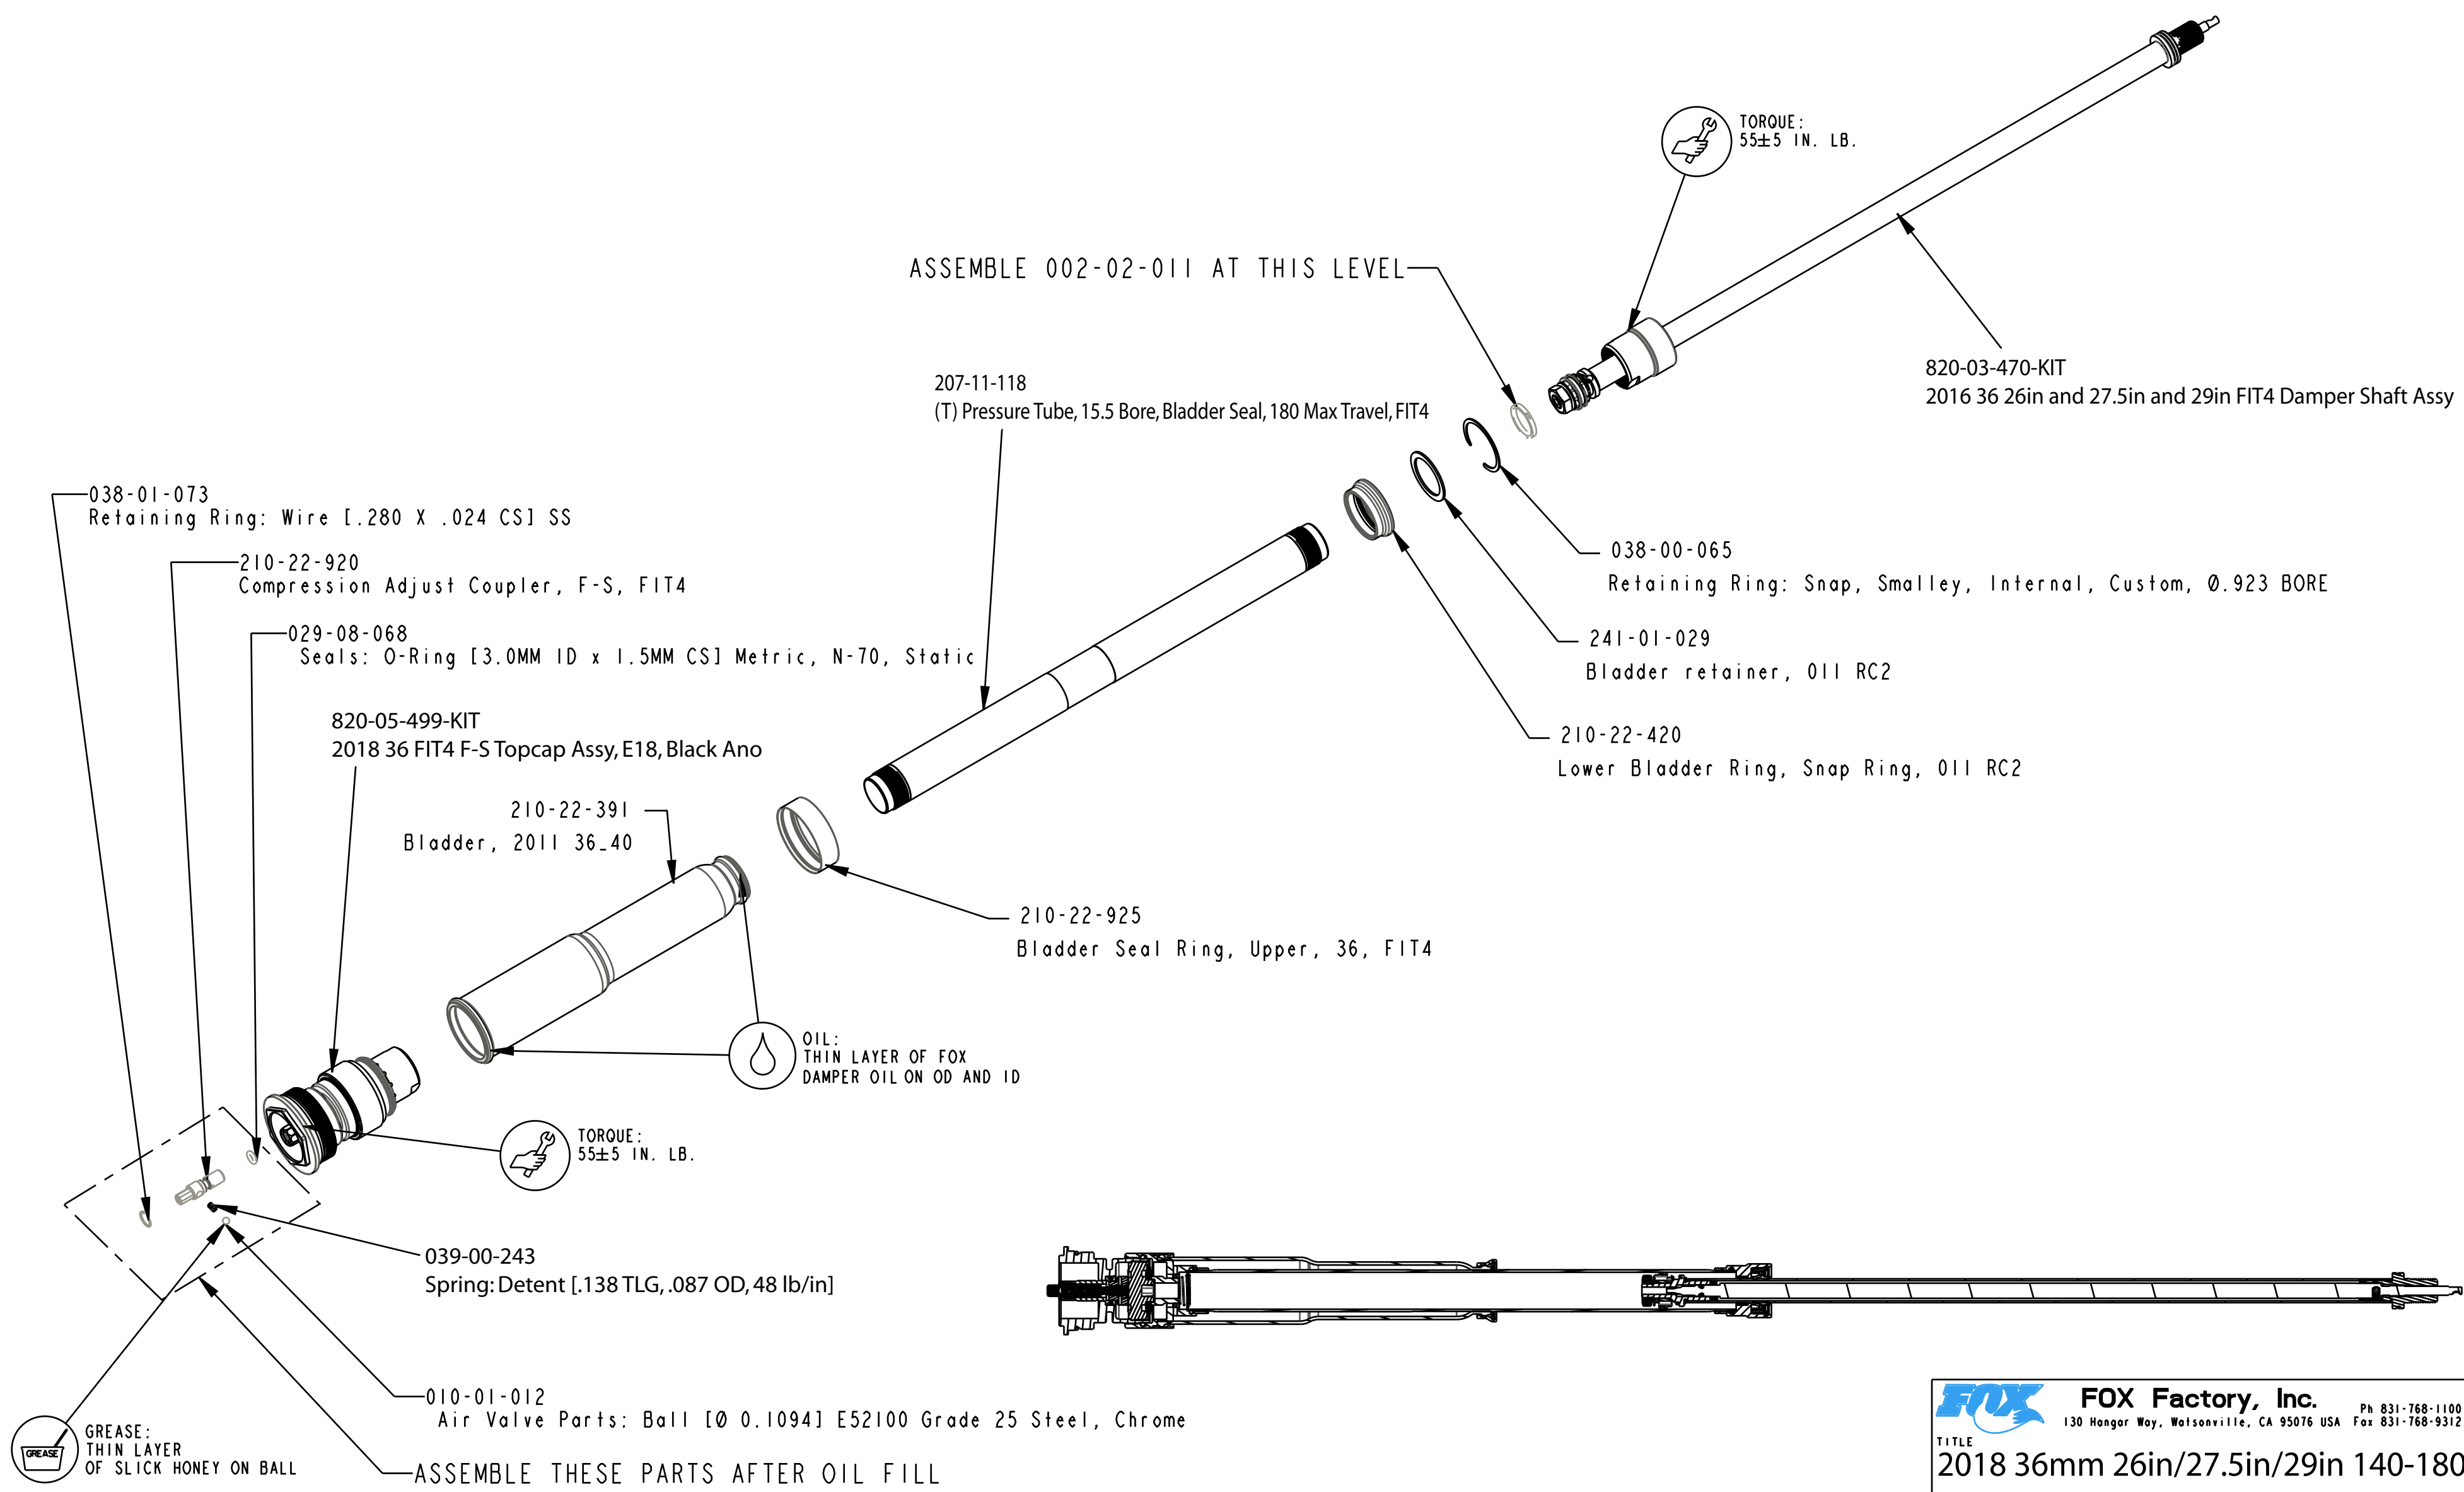 TORQUE:
55±5 IN. LB.
ASSEMBLE 002-02-011 AT THIS LEVEL
820-03-470-KIT
2016 36 26in and 27.5in and 29in FIT4 Damper Shaft Assy
207-11-118
(T) Pressure Tube, 15.5 Bore, Bladder Seal, 180 Max Travel, FIT4
038-01-073
Retaining Ring: Wire [.280 X .024 CS] SS
210-22-920
Compression Adjust Coupler, F-S, FIT4
029-08-068
Seals: O-Ring [3.0MM ID x 1.5MM CS] Metric, N-70, Static
038-00-065
Retaining Ring: Snap, Smalley, Internal, Custom, Ø.923 BORE
241-01-029
Bladder retainer, 011 RC2
210-22-420
Lower Bladder Ring, Snap Ring, 011 RC2
820-05-499-KIT
2018 36 FIT4 F-S Topcap Assy, E18, Black Ano
210-22-391
Bladder, 2011 36_40
210-22-925
Bladder Seal Ring, Upper, 36, FIT4
OIL:
THIN LAYER OF FOX
DAMPER OIL ON OD AND ID
TORQUE:
55±5 IN. LB.
039-00-243
Spring: Detent [.138 TLG, .087 OD, 48 lb/in]
010-01-012
Air Valve Parts: Ball [Ø 0.1094] E52100 Grade 25 Steel, Chrome
GREASE
GREASE:
THIN LAYER
OF SLICK HONEY ON BALL
ASSEMBLE THESE PARTS AFTER OIL FILL
FOX
FOX Factory, Inc.
130 Hangar Way, Watsonville, CA 95076 USA
Ph 831-768-1100
Fax 831-768-9312
TITLE
2018 36mm 26in/27.5in/29in 140-180